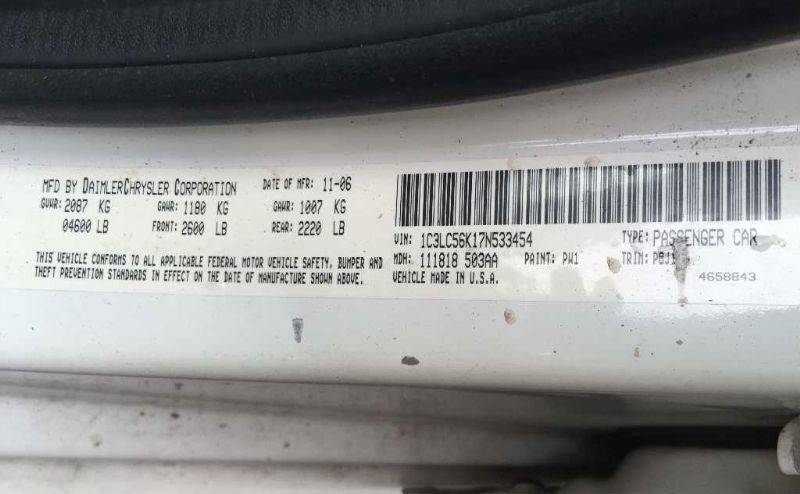 MFD BY DAIMLERCHRYSLER CORPORATION DATE OF MFR: 11-06
GVWR: 2087 KG GAWR: 1180 KG GAWR: 1007 KG
04600 LB FRONT: 2600 LB REAR: 2220 LB
THIS VEHICLE CONFORMS TO ALL APPLICABLE FEDERAL MOTOR VEHICLE SAFETY, BUMPER AND
THEFT PREVENTION STANDARDS IN EFFECT ON THE DATE OF MANUFACTURE SHOWN ABOVE.
VIN: 1C3LC56K17N533454 TYPE: PASSENGER CAR
MDH: 111818 503AA PAINT: PW1 TRIM:
VEHICLE MADE IN U.S.A. 4658843